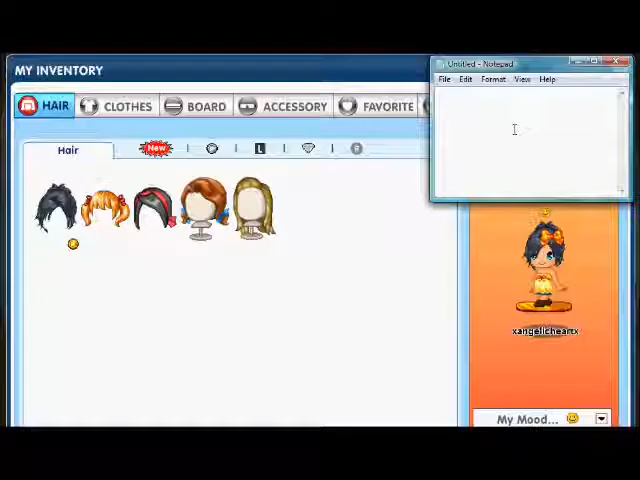 MY INVENTORY
Untitled - Notepad
File Edit Format View Help
HAIR CLOTHES BOARD ACCESSORY FAVORITE
Hair New L
xangelicheartx
My Mood...